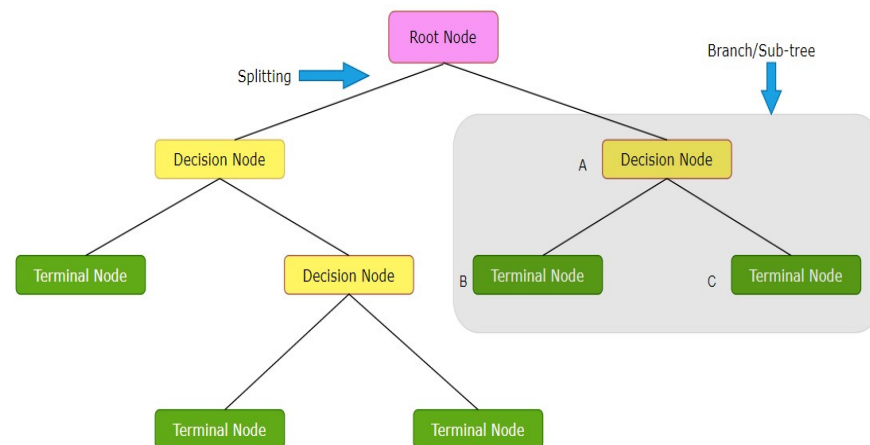 Root Node
Splitting
Branch/Sub-tree
Decision Node
A
Decision Node
Terminal Node
Decision Node
B
Terminal Node
C
Terminal Node
Terminal Node
Terminal Node